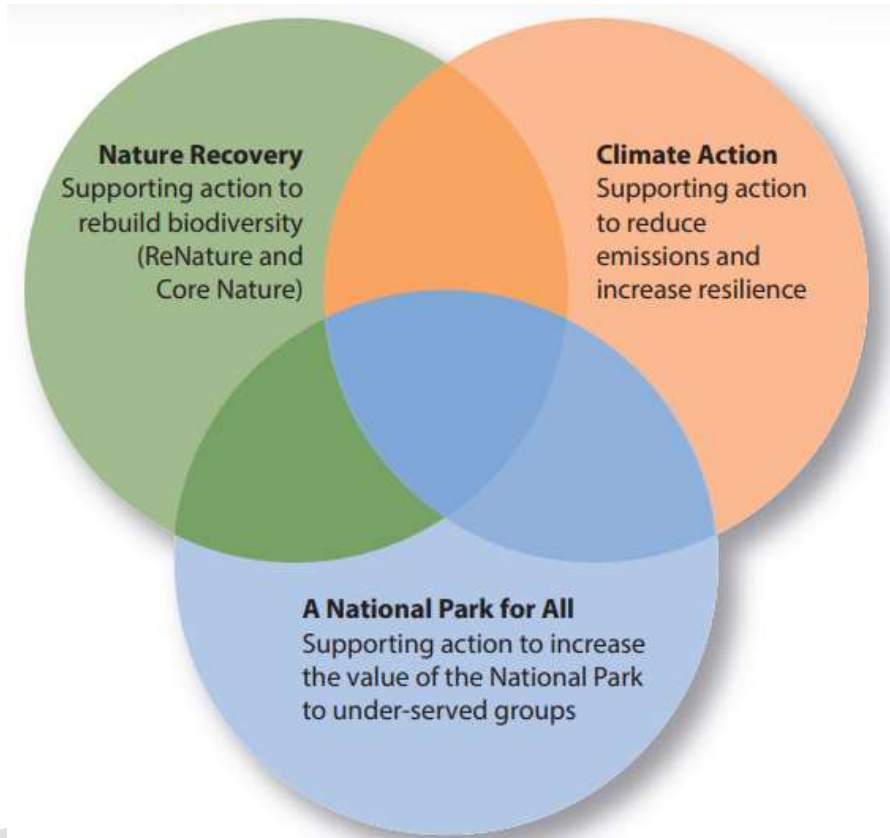 Nature Recovery
Supporting action to
rebuild biodiversity
(ReNature and
Core Nature)
Climate Action
Supporting action
to reduce
emissions and
increase resilience
A National Park for All
Supporting action to increase
the value of the National Park
to under-served groups